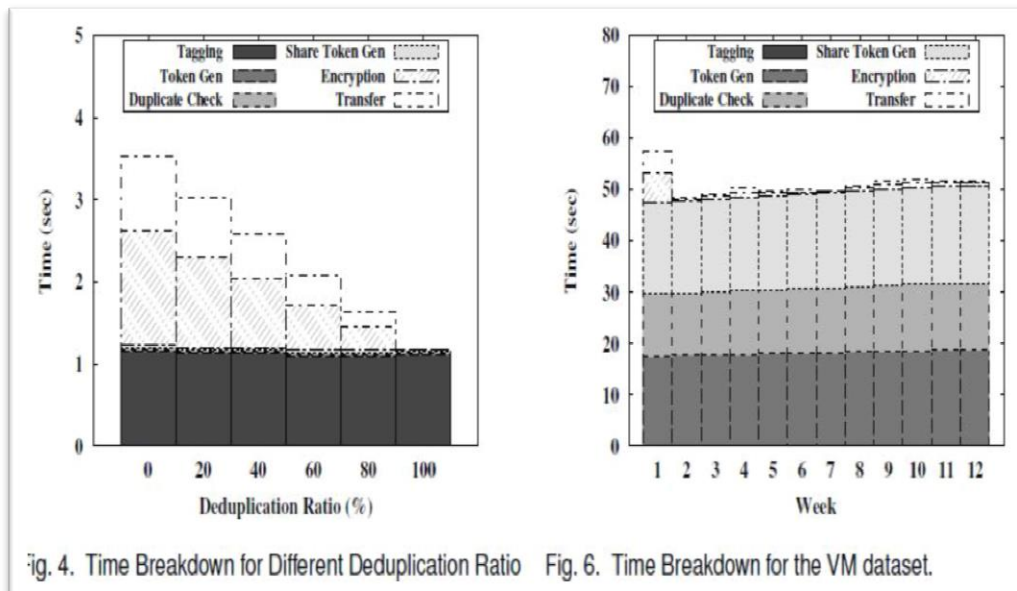 5
4
3
2
1
0
Time (sec)
Tagging
Token Gen
Duplicate Check
Share Token Gen
Encryption
Transfer
0 20 40 60 80 100
Deduplication Ratio (%)
80
70
60
50
40
30
20
10
0
Time (sec)
Tagging
Token Gen
Duplicate Check
Share Token Gen
Encryption
Transfer
1 2 3 4 5 6 7 8 9 10 11 12
Week
ig. 4. Time Breakdown for Different Deduplication Ratio
Fig. 6. Time Breakdown for the VM dataset.